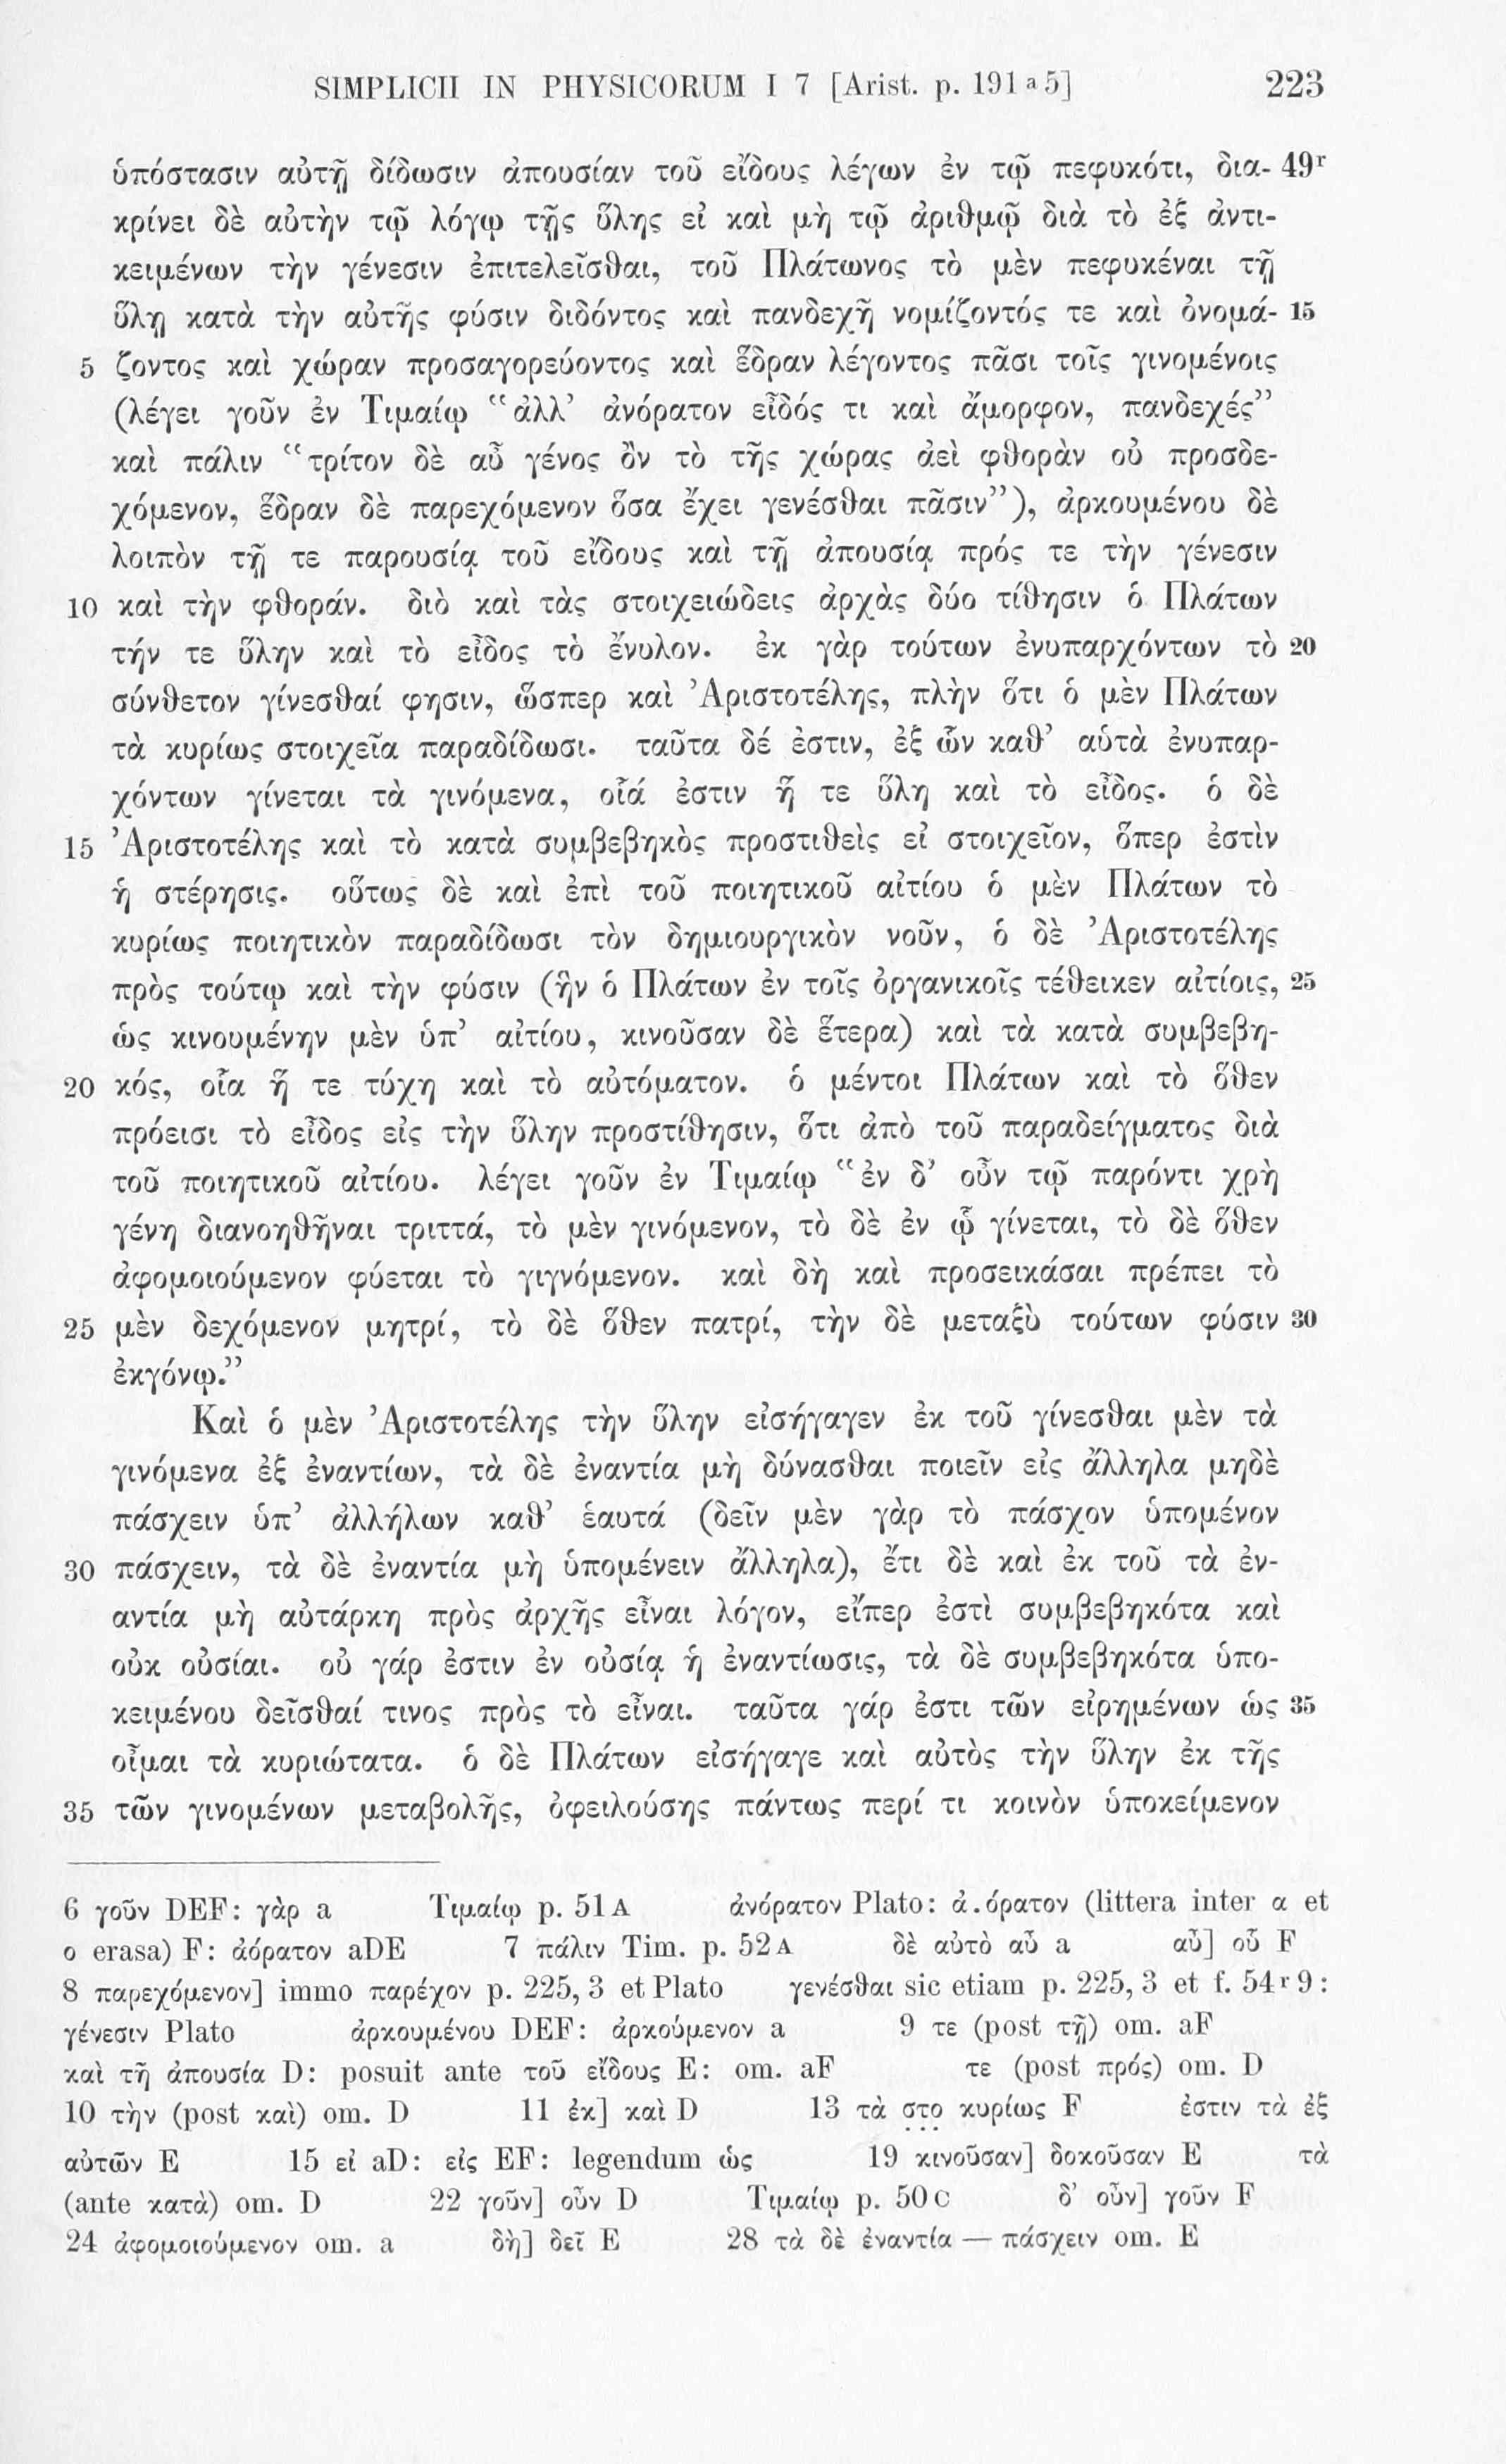 SIMPLICII IN PHYSICORUM I 7 [Arist. p. 191 a 5] 223
ὑπόστασιν αὐτῇ δίδωσιν ἀπουσίαν τοῦ εἴδους λέγων ἐν τῷ πεφυκότι, δια- 49r
κρίνει δὲ αὐτὴν τῷ λόγῳ τῆς ὕλης εἰ καὶ μὴ τῷ ἀριθμῷ διὰ τὸ ἐξ ἀντι-
κειμένων τὴν γένεσιν ἐπιτελεῖσθαι, τοῦ Πλάτωνος τὸ μὲν πεφυκέναι τῇ
ὕλῃ κατὰ τὴν αὐτῆς φύσιν διδόντος καὶ πανδεχῆ νομίζοντός τε καὶ ὀνομά- 15
5 ζοντος καὶ χώραν προσαγορεύοντος καὶ ἕδραν λέγοντος πᾶσι τοῖς γινομένοις
(λέγει γοῦν ἐν Τιμαίῳ “ἀλλ’ ἀνόρατον εἶδός τι καὶ ἄμορφον, πανδεχές”
καὶ πάλιν “τρίτον δὲ αὖ γένος ὂν τὸ τῆς χώρας ἀεὶ φθορὰν οὐ προσδε-
χόμενον, ἕδραν δὲ παρεχόμενον ὅσα ἔχει γενέσθαι πᾶσιν”), ἀρκουμένου δὲ
λοιπὸν τῇ τε παρουσίᾳ τοῦ εἴδους καὶ τῇ ἀπουσίᾳ πρός τε τὴν γένεσιν
10 καὶ τὴν φθοράν. διὸ καὶ τὰς στοιχειώδεις ἀρχὰς δύο τίθησιν ὁ Πλάτων
τήν τε ὕλην καὶ τὸ εἶδος τὸ ἔνυλον. ἐκ γὰρ τούτων ἐνυπαρχόντων τὸ 20
σύνθετον γίνεσθαί φησιν, ὥσπερ καὶ Ἀριστοτέλης, πλὴν ὅτι ὁ μὲν Πλάτων
τὰ κυρίως στοιχεῖα παραδίδωσι. ταῦτα δέ ἐστιν, ἐξ ὧν καθ’ αὑτὰ ἐνυπαρ-
χόντων γίνεται τὰ γινόμενα, οἷά ἐστιν ἥ τε ὕλη καὶ τὸ εἶδος. ὁ δὲ
15 Ἀριστοτέλης καὶ τὸ κατὰ συμβεβηκὸς προστιθεὶς εἰ στοιχεῖον, ὅπερ ἐστὶν
ἡ στέρησις. οὕτως δὲ καὶ ἐπὶ τοῦ ποιητικοῦ αἰτίου ὁ μὲν Πλάτων τὸ
κυρίως ποιητικὸν παραδίδωσι τὸν δημιουργικὸν νοῦν, ὁ δὲ Ἀριστοτέλης
πρὸς τούτῳ καὶ τὴν φύσιν (ἣν ὁ Πλάτων ἐν τοῖς ὀργανικοῖς τέθεικεν αἰτίοις, 25
ὡς κινουμένην μὲν ὑπ’ αἰτίου, κινοῦσαν δὲ ἕτερα) καὶ τὰ κατὰ συμβεβη-
20 κός, οἷα ἥ τε τύχη καὶ τὸ αὐτόματον. ὁ μέντοι Πλάτων καὶ τὸ ὅθεν
πρόεισι τὸ εἶδος εἰς τὴν ὕλην προστίθησιν, ὅτι ἀπὸ τοῦ παραδείγματος διὰ
τοῦ ποιητικοῦ αἰτίου. λέγει γοῦν ἐν Τιμαίῳ “ἐν δ’ οὖν τῷ παρόντι χρὴ
γένη διανοηθῆναι τριττά, τὸ μὲν γινόμενον, τὸ δὲ ἐν ᾧ γίνεται, τὸ δὲ ὅθεν
ἀφομοιούμενον φύεται τὸ γιγνόμενον. καὶ δὴ καὶ προσεικάσαι πρέπει τὸ
25 μὲν δεχόμενον μητρί, τὸ δὲ ὅθεν πατρί, τὴν δὲ μεταξὺ τούτων φύσιν 30
ἐκγόνῳ.”
Καὶ ὁ μὲν Ἀριστοτέλης τὴν ὕλην εἰσήγαγεν ἐκ τοῦ γίνεσθαι μὲν τὰ
γινόμενα ἐξ ἐναντίων, τὰ δὲ ἐναντία μὴ δύνασθαι ποιεῖν εἰς ἄλληλα μηδὲ
πάσχειν ὑπ’ ἀλλήλων καθ’ ἑαυτά (δεῖν μὲν γὰρ τὸ πάσχον ὑπομένον
30 πάσχειν, τὰ δὲ ἐναντία μὴ ὑπομένειν ἄλληλα), ἔτι δὲ καὶ ἐκ τοῦ τὰ ἐν-
αντία μὴ αὐτάρκη πρὸς ἀρχῆς εἶναι λόγον, εἴπερ ἐστὶ συμβεβηκότα καὶ
οὐκ οὐσίαι. οὐ γάρ ἐστιν ἐν οὐσίᾳ ἡ ἐναντίωσις, τὰ δὲ συμβεβηκότα ὑπο-
κειμένου δεῖσθαί τινος πρὸς τὸ εἶναι. ταῦτα γάρ ἐστι τῶν εἰρημένων ὡς 35
οἶμαι τὰ κυριώτατα. ὁ δὲ Πλάτων εἰσήγαγε καὶ αὐτὸς τὴν ὕλην ἐκ τῆς
35 τῶν γινομένων μεταβολῆς, ὀφειλούσης πάντως περί τι κοινὸν ὑποκείμενον
6 γοῦν DEF: γὰρ a Τιμαίῳ p. 51 A ἀνόρατον Plato: ἀ.όρατον (littera inter α et
ο erasa) F: ἀόρατον aDE 7 πάλιν Tim. p. 52 A δὲ αὐτὸ αὖ a αὖ] οὖ F
8 παρεχόμενον] immo παρέχον p. 225, 3 et Plato γενέσθαι sic etiam p. 225, 3 et f. 54r 9:
γένεσιν Plato ἀρκουμένου DEF: ἀρκούμενον a 9 τε (post τῇ) om. aF
καὶ τῇ ἀπουσία D: posuit ante τοῦ εἴδους E: om. aF τε (post πρός) om. D
10 τὴν (post καὶ) om. D 11 ἐκ] καὶ D 13 τὰ στο κυρίως F ἐστιν τὰ ἐξ
αὐτῶν E 15 εἰ aD: εἰς EF: legendum ὡς 19 κινοῦσαν] δοκοῦσαν E τὰ
(ante κατὰ) om. D 22 γοῦν] οὖν D Τιμαίῳ p. 50 C δ’ οὖν] γοῦν F
24 ἀφομοιούμενον om. a δὴ] δεῖ E 28 τὰ δὲ ἐναντία — πάσχειν om. E